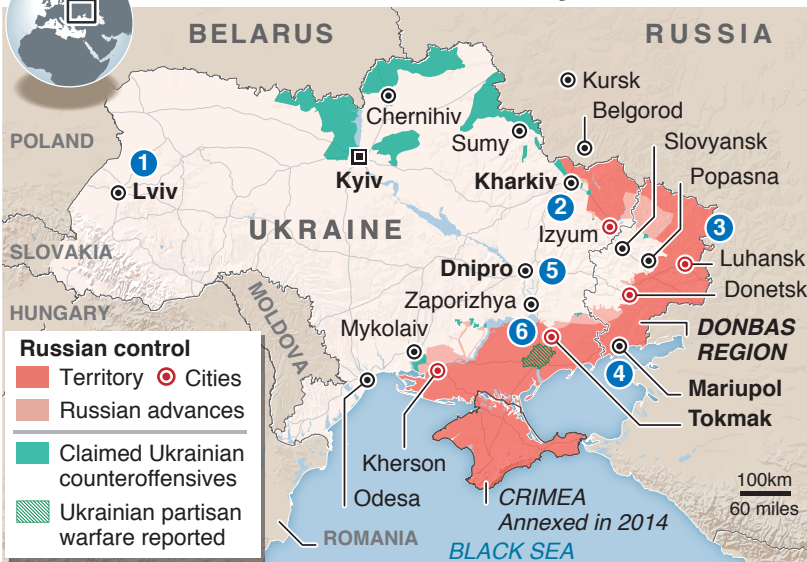 BELARUS
RUSSIA
Kursk
Chernihiv
Belgorod
POLAND
Sumy
Slovyansk
1
Kyiv
Kharkiv
Popasna
Lviv
2
UKRAINE
Izyum
3
SLOVAKIA
Dnipro
5
Luhansk
HUNGARY
MOLDOVA
Zaporizhya
Donetsk
Mykolaiv
6
DONBAS
REGION
4
Mariupol
Tokmak
Russian control
Territory
Cities
Russian advances
Claimed Ukrainian
counteroffensives
Ukrainian partisan
warfare reported
Kherson
Odesa
CRIMEA
Annexed in 2014
100km
60 miles
ROMANIA
BLACK SEA